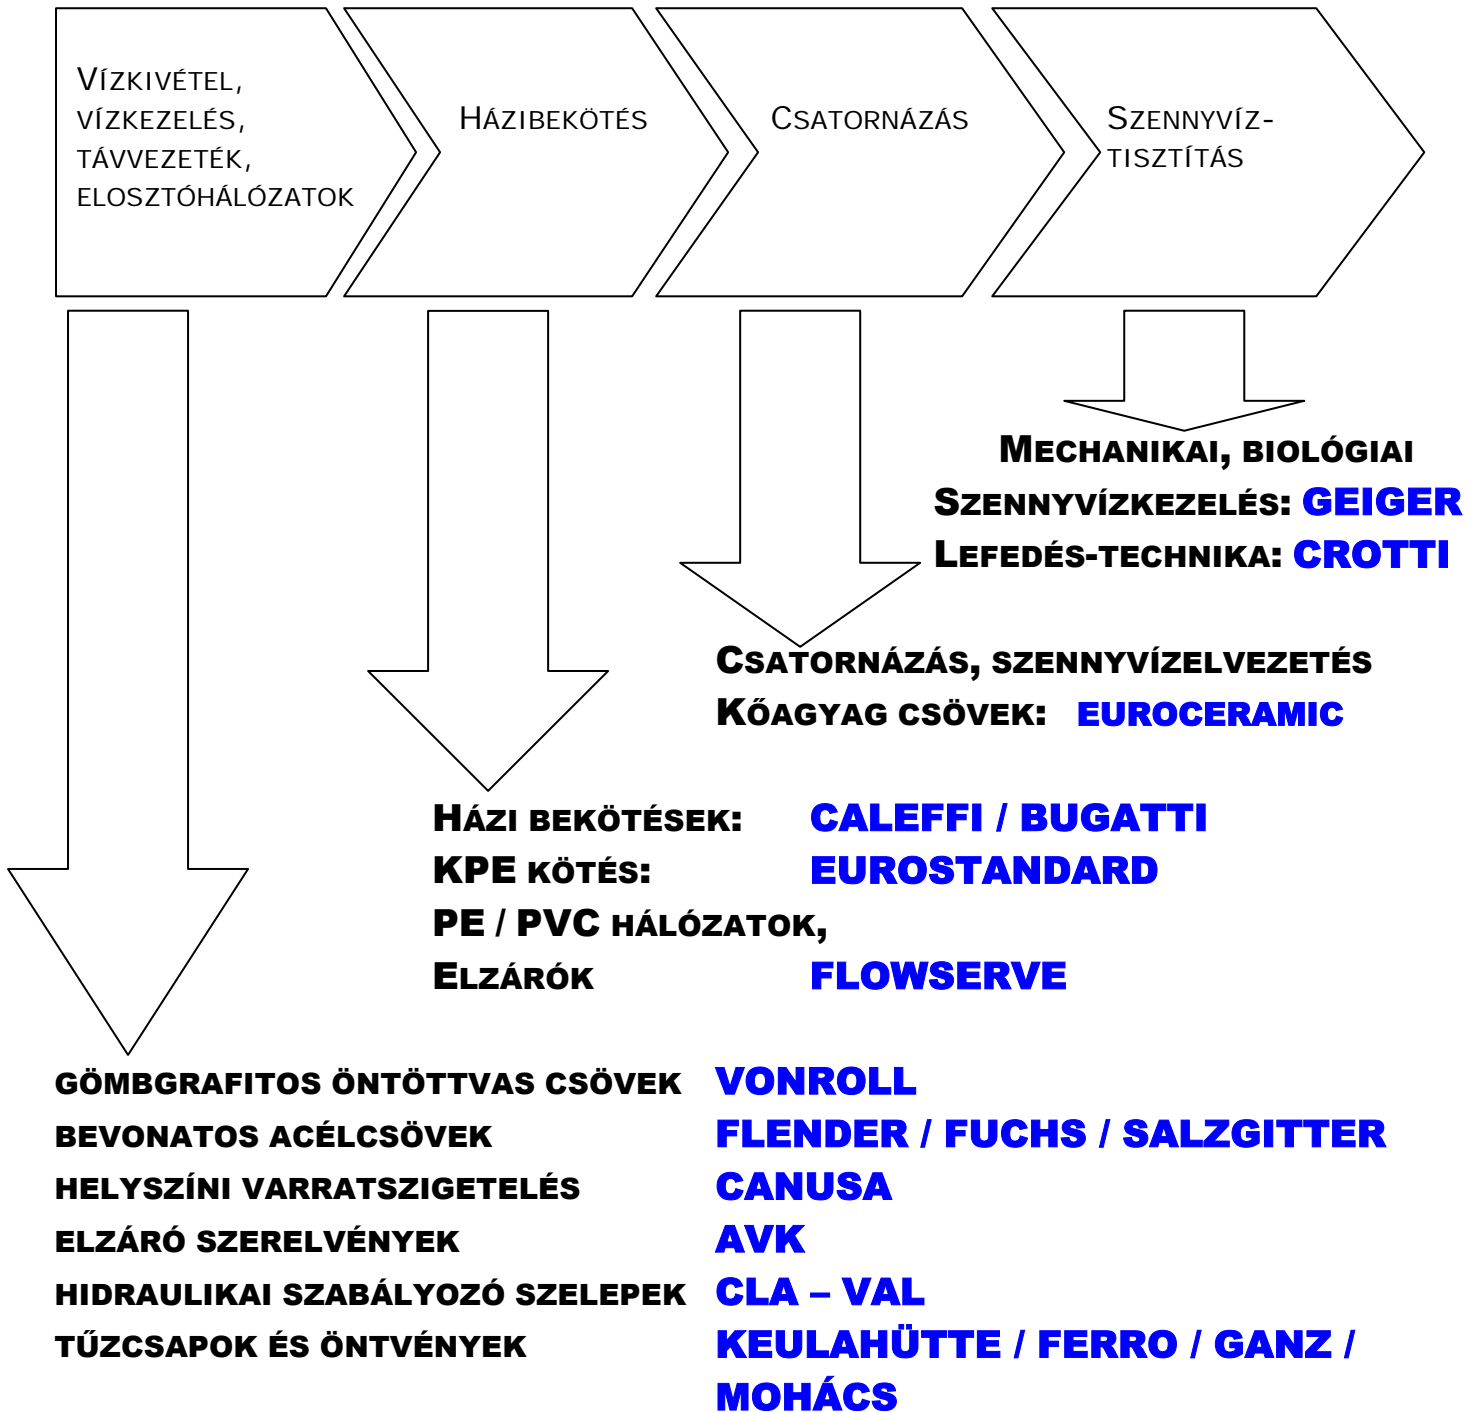 VÍZKIVÉTEL,
VÍZKEZELÉS,
TÁVVEZETÉK,
ELOSZTÓHÁLÓZATOK
HÁZIBEKÖTÉS
CSATORNÁZÁS
SZENNYVÍZ-
TISZTÍTÁS
MECHANIKAI, BIOLÓGIAI
SZENNYVÍZKEZELÉS: GEIGER
LEFEDÉS-TECHNIKA: CROTTI
CSATORNÁZÁS, SZENNYVÍZELVEZETÉS
KŐAGYAG CSÖVEK: EUROCERAMIC
HÁZI BEKÖTÉSEK: CALEFFI / BUGATTI
KPE KÖTÉS: EUROSTANDARD
PE / PVC HÁLÓZATOK,
ELZÁRÓK FLOWSERVE
GÖMBGRAFITOS ÖNTÖTTVAS CSÖVEK VONROLL
BEVONATOS ACÉLCSÖVEK FLENDER / FUCHS / SALZGITTER
HELYSZÍNI VARRATSZIGETELÉS CANUSA
ELZÁRÓ SZERELVÉNYEK AVK
HIDRAULIKAI SZABÁLYOZÓ SZELEPEK CLA – VAL
TŰZCSAPOK ÉS ÖNTVÉNYEK KEULAHÜTTE / FERRO / GANZ /
MOHÁCS